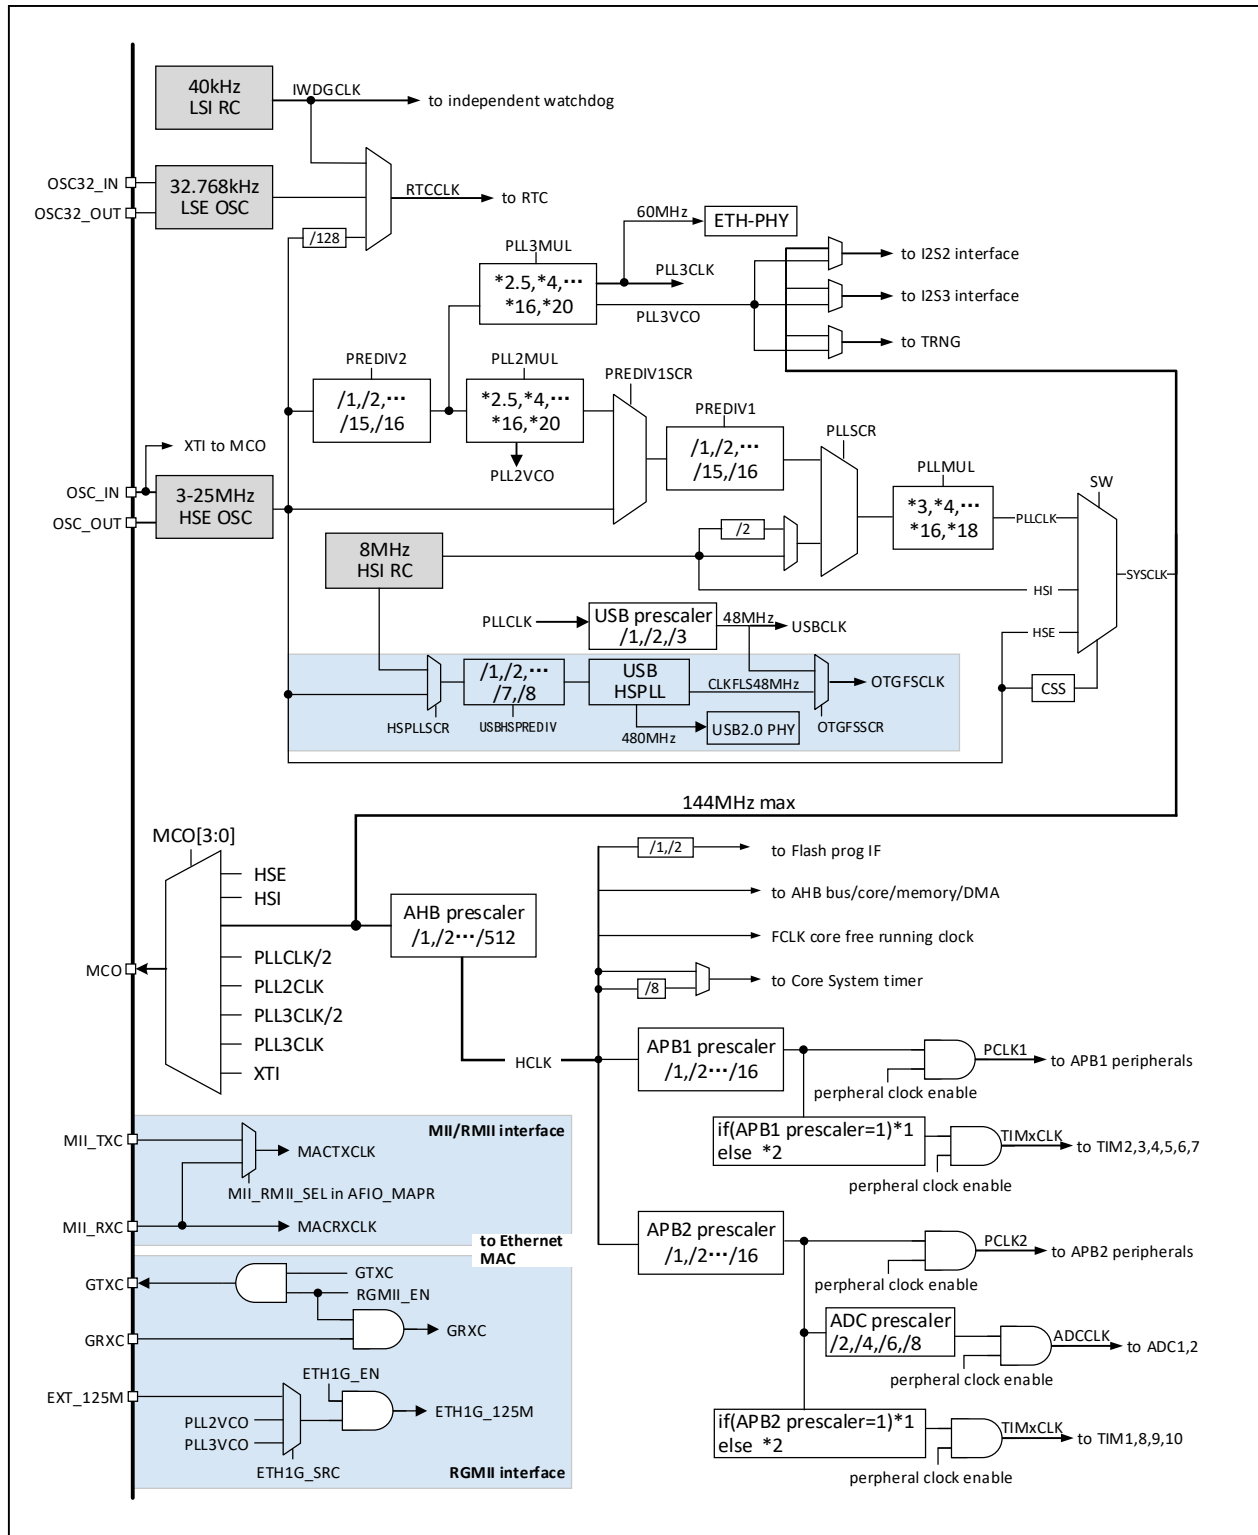 40kHz
LSI RC
IWDGCLK
to independent watchdog
OSC32_IN
OSC32_OUT
32.768kHz
LSE OSC
RTCCLK
to RTC
/128
60MHz
ETH-PHY
PLL3MUL
*2.5,*4,···
*16,*20
PLL3CLK
PLL3VCO
to I2S2 interface
to I2S3 interface
to TRNG
PREDIV2
/1,/2,···
/15,/16
PLL2MUL
*2.5,*4,···
*16,*20
PLL2VCO
PREDIV1SCR
PREDIV1
/1,/2,···
/15,/16
PLLSCR
PLLMUL
*3,*4,···
*16,*18
PLLCLK
SW
XTI to MCO
OSC_IN
OSC_OUT
3-25MHz
HSE OSC
/2
8MHz
HSI RC
HSI
SYSCLK
HSE
CSS
PLLCLK
USB prescaler
/1,/2,/3
48MHz
USBCLK
/1,/2,···
/7,/8
USB
HSPLL
CLKFLS48MHz
OTGFSCLK
HSPLLSCR
USBHSPREDIV
480MHz
USB2.0 PHY
OTGFSSCR
144MHz max
MCO[3:0]
HSE
HSI
PLLCLK/2
PLL2CLK
PLL3CLK/2
PLL3CLK
XTI
MCO
AHB prescaler
/1,/2···/512
HCLK
/1,/2
to Flash prog IF
to AHB bus/core/memory/DMA
FCLK core free running clock
/8
to Core System timer
APB1 prescaler
/1,/2···/16
PCLK1
to APB1 peripherals
perpheral clock enable
if(APB1 prescaler=1)*1
else *2
TIMxCLK
to TIM2,3,4,5,6,7
perpheral clock enable
MII_TXC
MII/RMII interface
MACTXCLK
MII_RMII_SEL in AFIO_MAPR
MII_RXC
MACRXCLK
to Ethernet
MAC
APB2 prescaler
/1,/2···/16
PCLK2
to APB2 peripherals
perpheral clock enable
GTXC
GTXC
RGMII_EN
GRXC
GRXC
ADC prescaler
/2,/4,/6,/8
ADCCLK
to ADC1,2
perpheral clock enable
EXT_125M
ETH1G_EN
ETH1G_125M
PLL2VCO
PLL3VCO
ETH1G_SRC
RGMII interface
if(APB2 prescaler=1)*1
else *2
TIMxCLK
to TIM1,8,9,10
perpheral clock enable